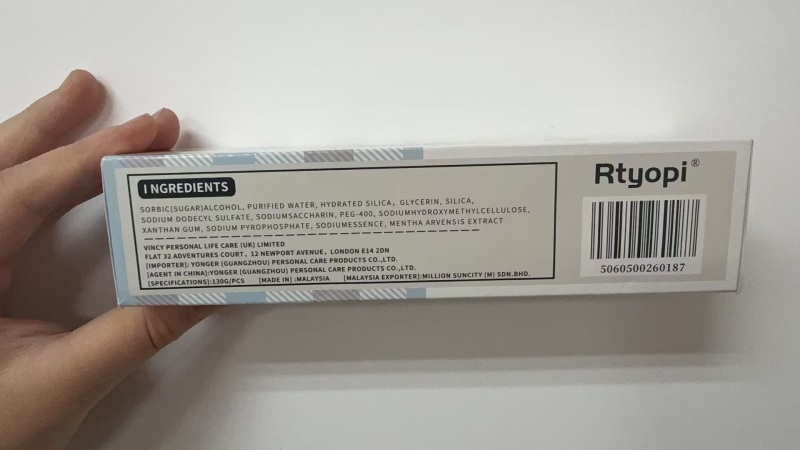 INGREDIENTS
SORBIC(SUGAR)ALCOHOL, PURIFIED WATER, HYDRATED SILICA, GLYCERIN, SILICA,
SODIUM DODECYL SULFATE, SODIUMSACCHARIN, PEG-400, SODIUMHYDROXYMETHYLCELLULOSE,
XANTHAN GUM, SODIUM PYROPHOSPHATE, SODIUMESSENCE, MENTHA ARVENSIS EXTRACT
VINCY PERSONAL LIFE CARE (UK) LIMITED
FLAT 32 ADVENTURES COURT, 12 NEWPORT AVENUE, LONDON E14 2DN
[IMPORTER]: YONGER (GUANGZHOU) PERSONAL CARE PRODUCTS CO.,LTD.
[AGENT IN CHINA]:YONGER (GUANGZHOU) PERSONAL CARE PRODUCTS CO.,LTD.
[SPECIFICATIONS]:130G/PCS [MADE IN] :MALAYSIA [MALAYSIA EXPORTER]:MILLION SUNCITY (M) SDN.BHD.
Rtyopi®
5060500260187